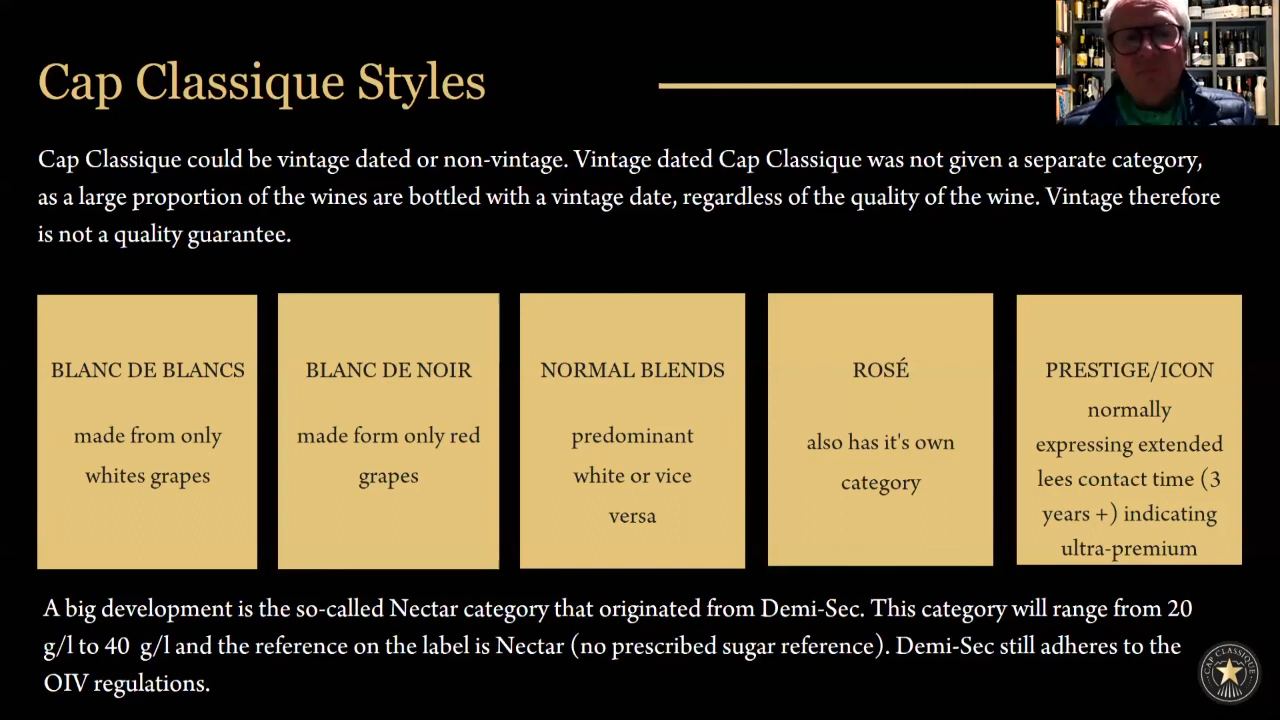 Cap Classique Styles
Cap Classique could be vintage dated or non-vintage. Vintage dated Cap Classique was not given a separate category,
as a large proportion of the wines are bottled with a vintage date, regardless of the quality of the wine. Vintage therefore
is not a quality guarantee.
BLANC DE BLANCS
made from only
whites grapes
BLANC DE NOIR
made form only red
grapes
NORMAL BLENDS
predominant
white or vice
versa
ROSÉ
also has it's own
category
PRESTIGE/ICON
normally
expressing extended
lees contact time (3
years +) indicating
ultra-premium
A big development is the so-called Nectar category that originated from Demi-Sec. This category will range from 20
g/l to 40 g/l and the reference on the label is Nectar (no prescribed sugar reference). Demi-Sec still adheres to the
OIV regulations.
CAP CLASSIQUE